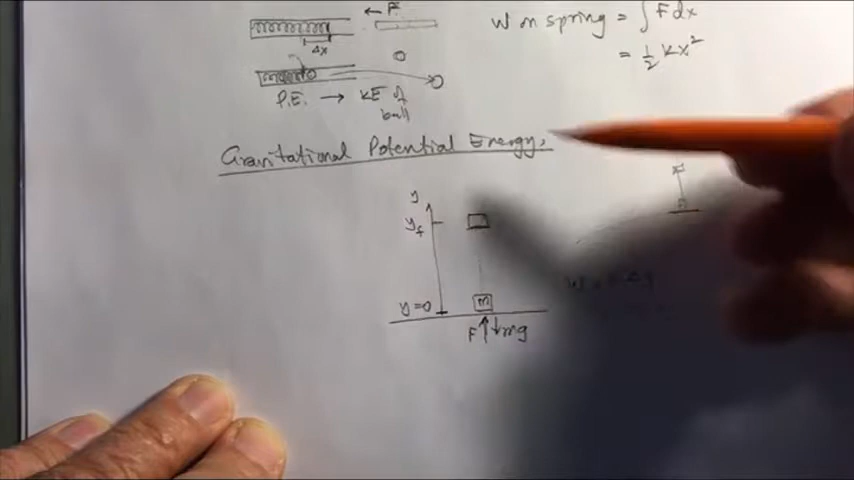 ← F
Δx
W on spring = ∫ F dx
= 1/2 kx²
P.E. → KE of
ball
Gravitational Potential Energy.
y
y_f
y=0
m
F ↑ ↓mg